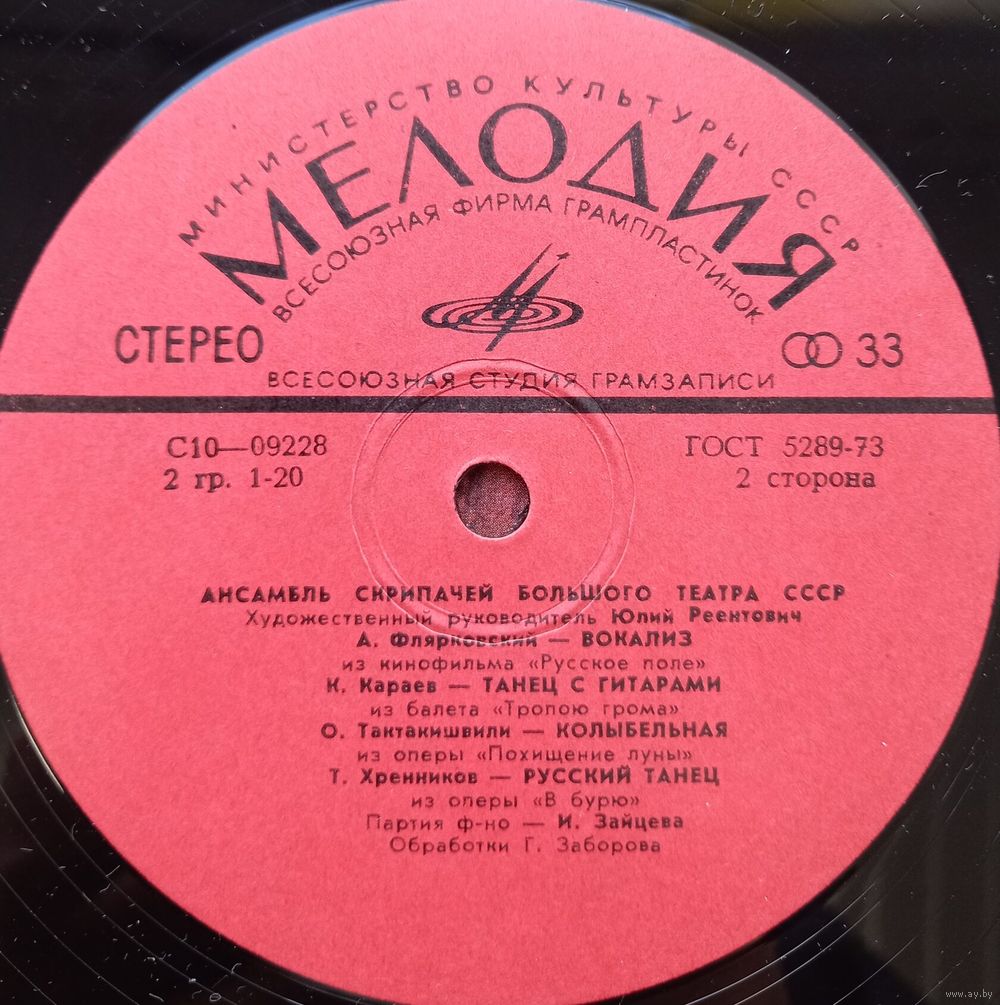 МИНИСТЕРСТВО КУЛЬТУРЫ СССР
МЕЛОДИЯ
ВСЕСОЮЗНАЯ ФИРМА ГРАМПЛАСТИНОК
СТЕРЕО
33
ВСЕСОЮЗНАЯ СТУДИЯ ГРАМЗАПИСИ
С10—09228
ГОСТ 5289-73
2 гр. 1-20
2 сторона
АНСАМБЛЬ СКРИПАЧЕЙ БОЛЬШОГО ТЕАТРА СССР
Художественный руководитель Юлий Реентович
А. Флярковский — ВОКАЛИЗ
из кинофильма «Русское поле»
К. Караев — ТАНЕЦ С ГИТАРАМИ
из балета «Тропою грома»
О. Тактакишвили — КОЛЫБЕЛЬНАЯ
из оперы «Похищение луны»
Т. Хренников — РУССКИЙ ТАНЕЦ
из оперы «В бурю»
Партия ф-но — И. Зайцева
Обработки Г. Заборова
www.ay.by